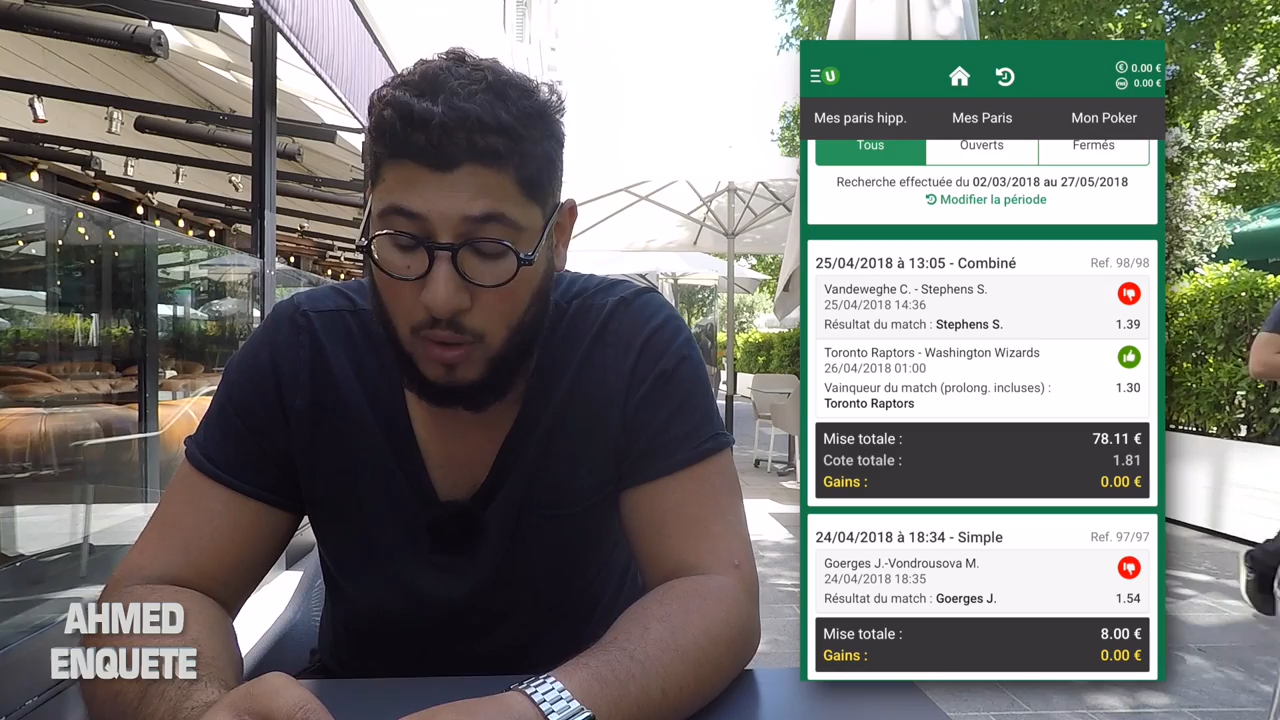 0.00 €
0.00 €
Mes paris hipp. Mes Paris Mon Poker
Tous Ouverts Fermés
Recherche effectuée du 02/03/2018 au 27/05/2018
Modifier la période
25/04/2018 à 13:05 - Combiné Ref. 98/98
Vandeweghe C. - Stephens S.
25/04/2018 14:36
Résultat du match : Stephens S. 1.39
Toronto Raptors - Washington Wizards
26/04/2018 01:00
Vainqueur du match (prolong. incluses) : 1.30
Toronto Raptors
Mise totale : 78.11 €
Cote totale : 1.81
Gains : 0.00 €
24/04/2018 à 18:34 - Simple Ref. 97/97
Goerges J.-Vondrousova M.
24/04/2018 18:35
Résultat du match : Goerges J. 1.54
Mise totale : 8.00 €
Gains : 0.00 €
AHMED
ENQUETE